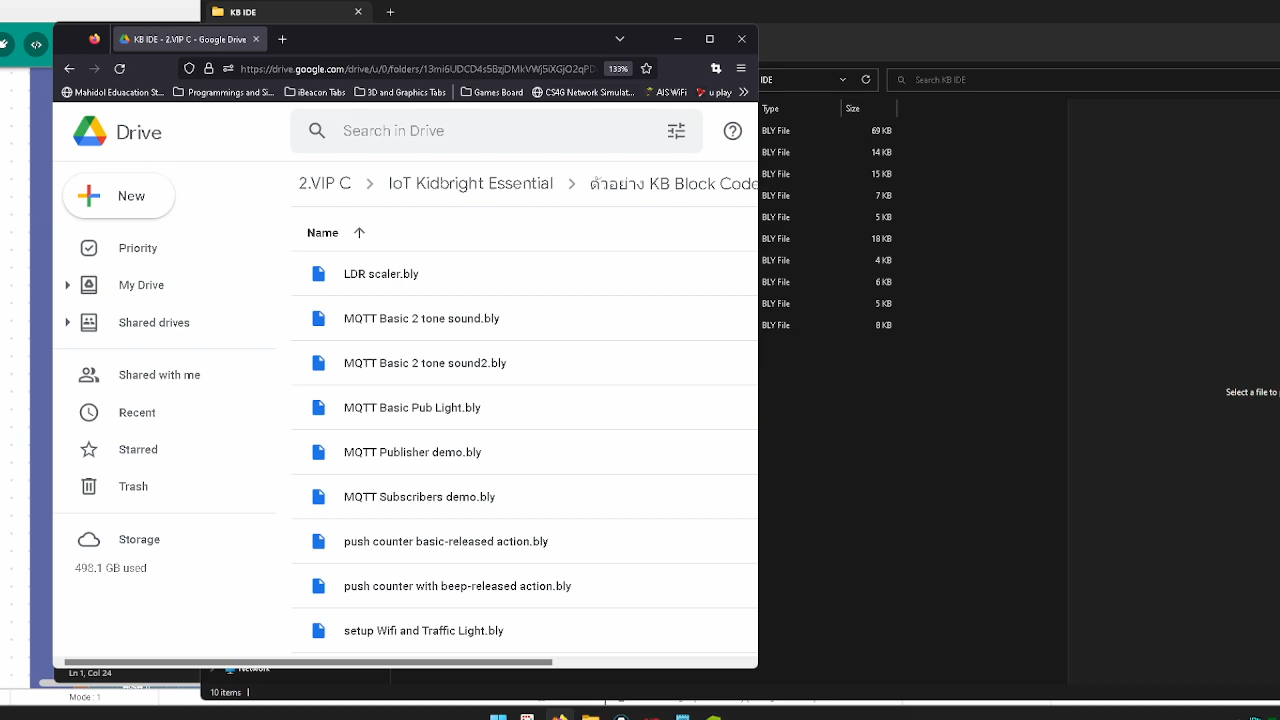 KB IDE
KB IDE - 2.VIP C - Google Drive
https://drive.google.com/drive/u/0/folders/
133%
Mahidol Education St...
Programming and Si...
iBeacon Tabs
3D and Graphics Tabs
Games Board
CSAG Network Simulat...
AIS WiFi
u play
IDE
Search KB IDE
Drive
Search in Drive
New
2.VIP C
IoT Kidbright Essential
ตัวอย่าง KB Block Code
Name
Type
Size
Priority
My Drive
Shared drives
Shared with me
Recent
Starred
Trash
Storage
498.1 GB used
LDR scaler.bly
MQTT Basic 2 tone sound.bly
MQTT Basic 2 tone sound2.bly
MQTT Basic Pub Light.bly
MQTT Publisher demo.bly
MQTT Subscribers demo.bly
push counter basic-released action.bly
push counter with beep-released action.bly
setup Wifi and Traffic Light.bly
BLY File 69 KB
BLY File 14 KB
BLY File 15 KB
BLY File 7 KB
BLY File 5 KB
BLY File 18 KB
BLY File 4 KB
BLY File 6 KB
BLY File 5 KB
BLY File 8 KB
Select a file to
Network
Ln 1, Col 24
10 items
Mode : 1